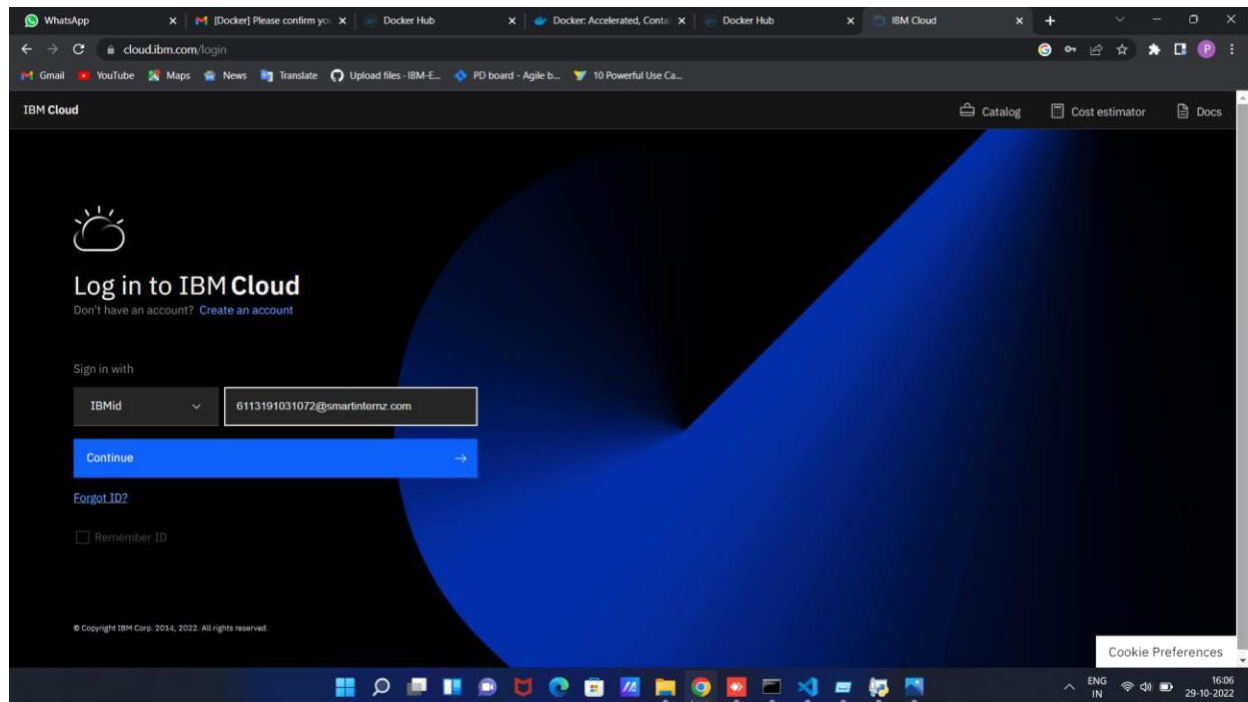 WhatsApp
[Docker] Please confirm yo
Docker Hub
Docker: Accelerated, Conta
Docker Hub
IBM Cloud
cloud.ibm.com/login
P
Gmail
YouTube
Maps
News
Translate
Upload files · IBM-E...
PD board - Agile b...
10 Powerful Use Ca...
IBM Cloud
Catalog
Cost estimator
Docs
Log in to IBM Cloud
Don't have an account? Create an account
Sign in with
IBMid
6113191031072@smartinternz.com
Continue
Forgot ID?
Remember ID
© Copyright IBM Corp. 2014, 2022. All rights reserved.
Cookie Preferences
ENG
IN
16:06
29-10-2022